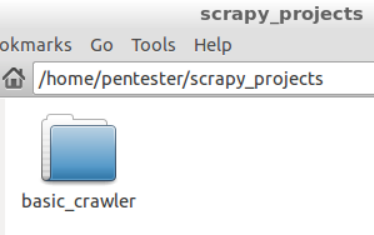 scrapy_projects
okmarks Go Tools Help
/home/pentester/scrapy_projects
basic_crawler